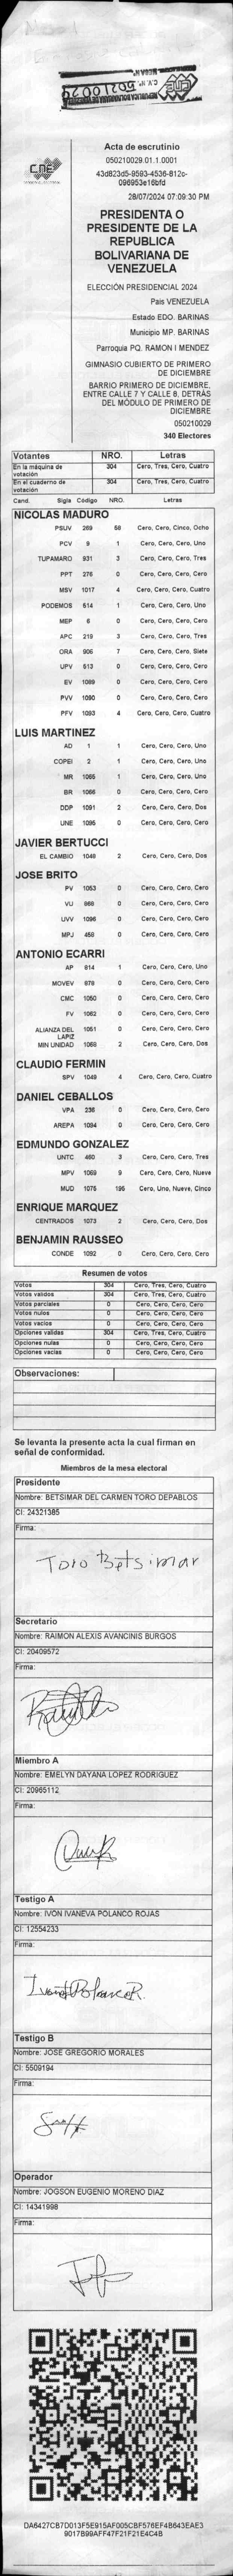 CNE
Acta de escrutinio
050210029.01.1.0001
43d823d5-9593-4536-812c-
096953e16bfd
28/07/2024 07:09:30 PM
PRESIDENTA O
PRESIDENTE DE LA
REPUBLICA
BOLIVARIANA DE
VENEZUELA
ELECCIÓN PRESIDENCIAL 2024
Pais VENEZUELA
Estado EDO. BARINAS
Municipio MP. BARINAS
Parroquia PQ. RAMON I MENDEZ
GIMNASIO CUBIERTO DE PRIMERO
DE DICIEMBRE
BARRIO PRIMERO DE DICIEMBRE,
ENTRE CALLE 7 Y CALLE 8, DETRÁS
DEL MÓDULO DE PRIMERO DE
DICIEMBRE
050210029
340 Electores
Votantes NRO. Letras
En la máquina de votación 304 Cero, Tres, Cero, Cuatro
En el cuaderno de votación 304 Cero, Tres, Cero, Cuatro
Cand. Sigla Código NRO. Letras
NICOLAS MADURO
PSUV 269 58 Cero, Cero, Cinco, Ocho
PCV 9 1 Cero, Cero, Cero, Uno
TUPAMARO 931 3 Cero, Cero, Cero, Tres
PPT 276 0 Cero, Cero, Cero, Cero
MSV 1017 4 Cero, Cero, Cero, Cuatro
PODEMOS 514 1 Cero, Cero, Cero, Uno
MEP 6 0 Cero, Cero, Cero, Cero
APC 219 3 Cero, Cero, Cero, Tres
ORA 906 7 Cero, Cero, Cero, Siete
UPV 513 0 Cero, Cero, Cero, Cero
EV 1089 0 Cero, Cero, Cero, Cero
PVV 1090 0 Cero, Cero, Cero, Cero
PFV 1093 4 Cero, Cero, Cero, Cuatro
LUIS MARTINEZ
AD 1 1 Cero, Cero, Cero, Uno
COPEI 2 1 Cero, Cero, Cero, Uno
MR 1065 1 Cero, Cero, Cero, Uno
BR 1066 0 Cero, Cero, Cero, Cero
DDP 1091 2 Cero, Cero, Cero, Dos
UNE 1095 0 Cero, Cero, Cero, Cero
JAVIER BERTUCCI
EL CAMBIO 1048 2 Cero, Cero, Cero, Dos
JOSE BRITO
PV 1053 0 Cero, Cero, Cero, Cero
VU 868 0 Cero, Cero, Cero, Cero
UVV 1096 0 Cero, Cero, Cero, Cero
MPJ 458 0 Cero, Cero, Cero, Cero
ANTONIO ECARRI
AP 814 1 Cero, Cero, Cero, Uno
MOVEV 878 0 Cero, Cero, Cero, Cero
CMC 1050 0 Cero, Cero, Cero, Cero
FV 1062 0 Cero, Cero, Cero, Cero
ALIANZA DEL LAPIZ 1051 0 Cero, Cero, Cero, Cero
MIN UNIDAD 1068 2 Cero, Cero, Cero, Dos
CLAUDIO FERMIN
SPV 1049 4 Cero, Cero, Cero, Cuatro
DANIEL CEBALLOS
VPA 236 0 Cero, Cero, Cero, Cero
AREPA 1094 0 Cero, Cero, Cero, Cero
EDMUNDO GONZALEZ
UNTC 460 3 Cero, Cero, Cero, Tres
MPV 1069 9 Cero, Cero, Cero, Nueve
MUD 1075 195 Cero, Uno, Nueve, Cinco
ENRIQUE MARQUEZ
CENTRADOS 1073 2 Cero, Cero, Cero, Dos
BENJAMIN RAUSSEO
CONDE 1092 0 Cero, Cero, Cero, Cero
Resumen de votos
Votos 304 Cero, Tres, Cero, Cuatro
Votos validos 304 Cero, Tres, Cero, Cuatro
Votos parciales 0 Cero, Cero, Cero, Cero
Votos nulos 0 Cero, Cero, Cero, Cero
Votos vacios 0 Cero, Cero, Cero, Cero
Opciones validas 304 Cero, Tres, Cero, Cuatro
Opciones nulas 0 Cero, Cero, Cero, Cero
Opciones vacias 0 Cero, Cero, Cero, Cero
Observaciones:
Se levanta la presente acta la cual firman en
señal de conformidad.
Miembros de la mesa electoral
Presidente
Nombre: BETSIMAR DEL CARMEN TORO DEPABLOS
CI: 24321385
Firma:
Toro Betsimar
Secretario
Nombre: RAIMON ALEXIS AVANCINIS BURGOS
CI: 20409572
Firma:
Miembro A
Nombre: EMELYN DAYANA LOPEZ RODRIGUEZ
CI: 20965112
Firma:
Testigo A
Nombre: IVON IVANEVA POLANCO ROJAS
CI: 12554233
Firma:
Testigo B
Nombre: JOSE GREGORIO MORALES
CI: 5509194
Firma:
Operador
Nombre: JOGSON EUGENIO MORENO DIAZ
CI: 14341998
Firma:
DA6427CB7D013F5E915AF005CBF576EF4B643EAE3
9017B99AFF47F21F21E4C4B